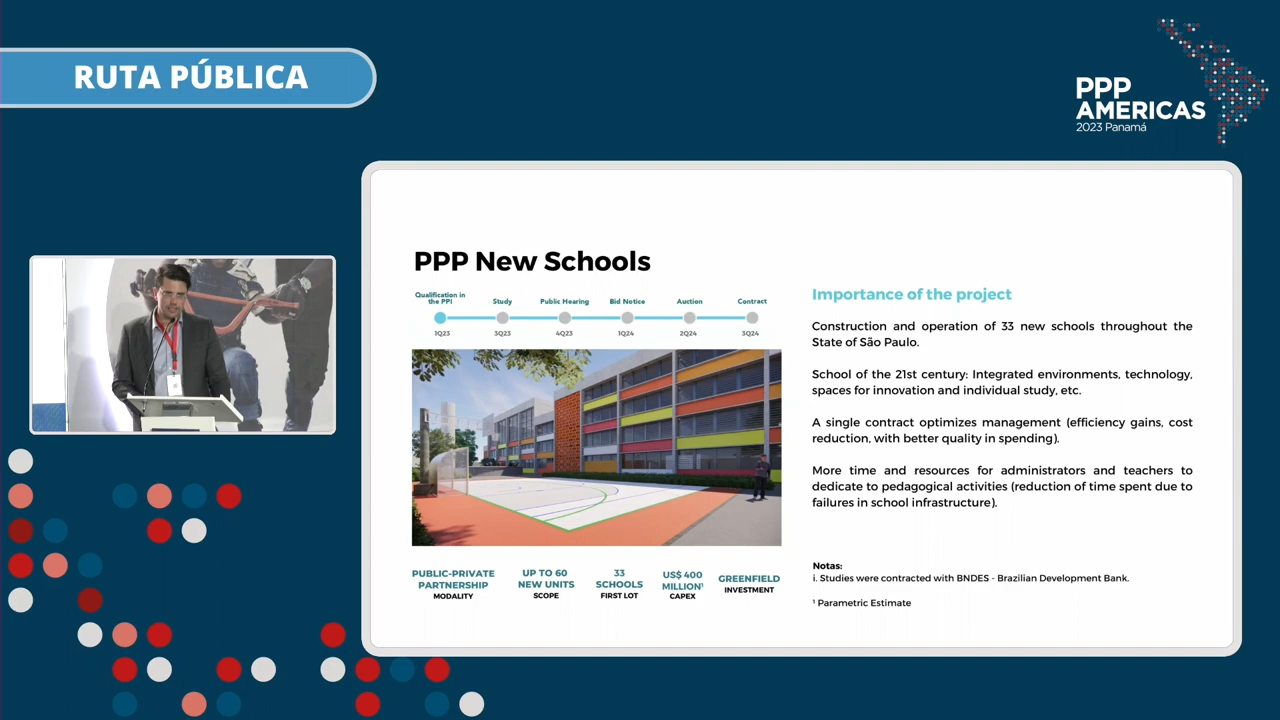 RUTA PÚBLICA
PPP
AMERICAS
2023 Panamá
PPP New Schools
Qualification in
the PPI
Study
Public Hearing
Bid Notice
Auction
Contract
1Q23
3Q23
4Q23
1Q24
2Q24
3Q24
PUBLIC-PRIVATE
PARTNERSHIP
MODALITY
UP TO 60
NEW UNITS
SCOPE
33
SCHOOLS
FIRST LOT
US$ 400
MILLION¹
CAPEX
GREENFIELD
INVESTMENT
Importance of the project
Construction and operation of 33 new schools throughout the
State of São Paulo.
School of the 21st century: Integrated environments, technology,
spaces for innovation and individual study, etc.
A single contract optimizes management (efficiency gains, cost
reduction, with better quality in spending).
More time and resources for administrators and teachers to
dedicate to pedagogical activities (reduction of time spent due to
failures in school infrastructure).
Notas:
i. Studies were contracted with BNDES - Brazilian Development Bank.
¹ Parametric Estimate